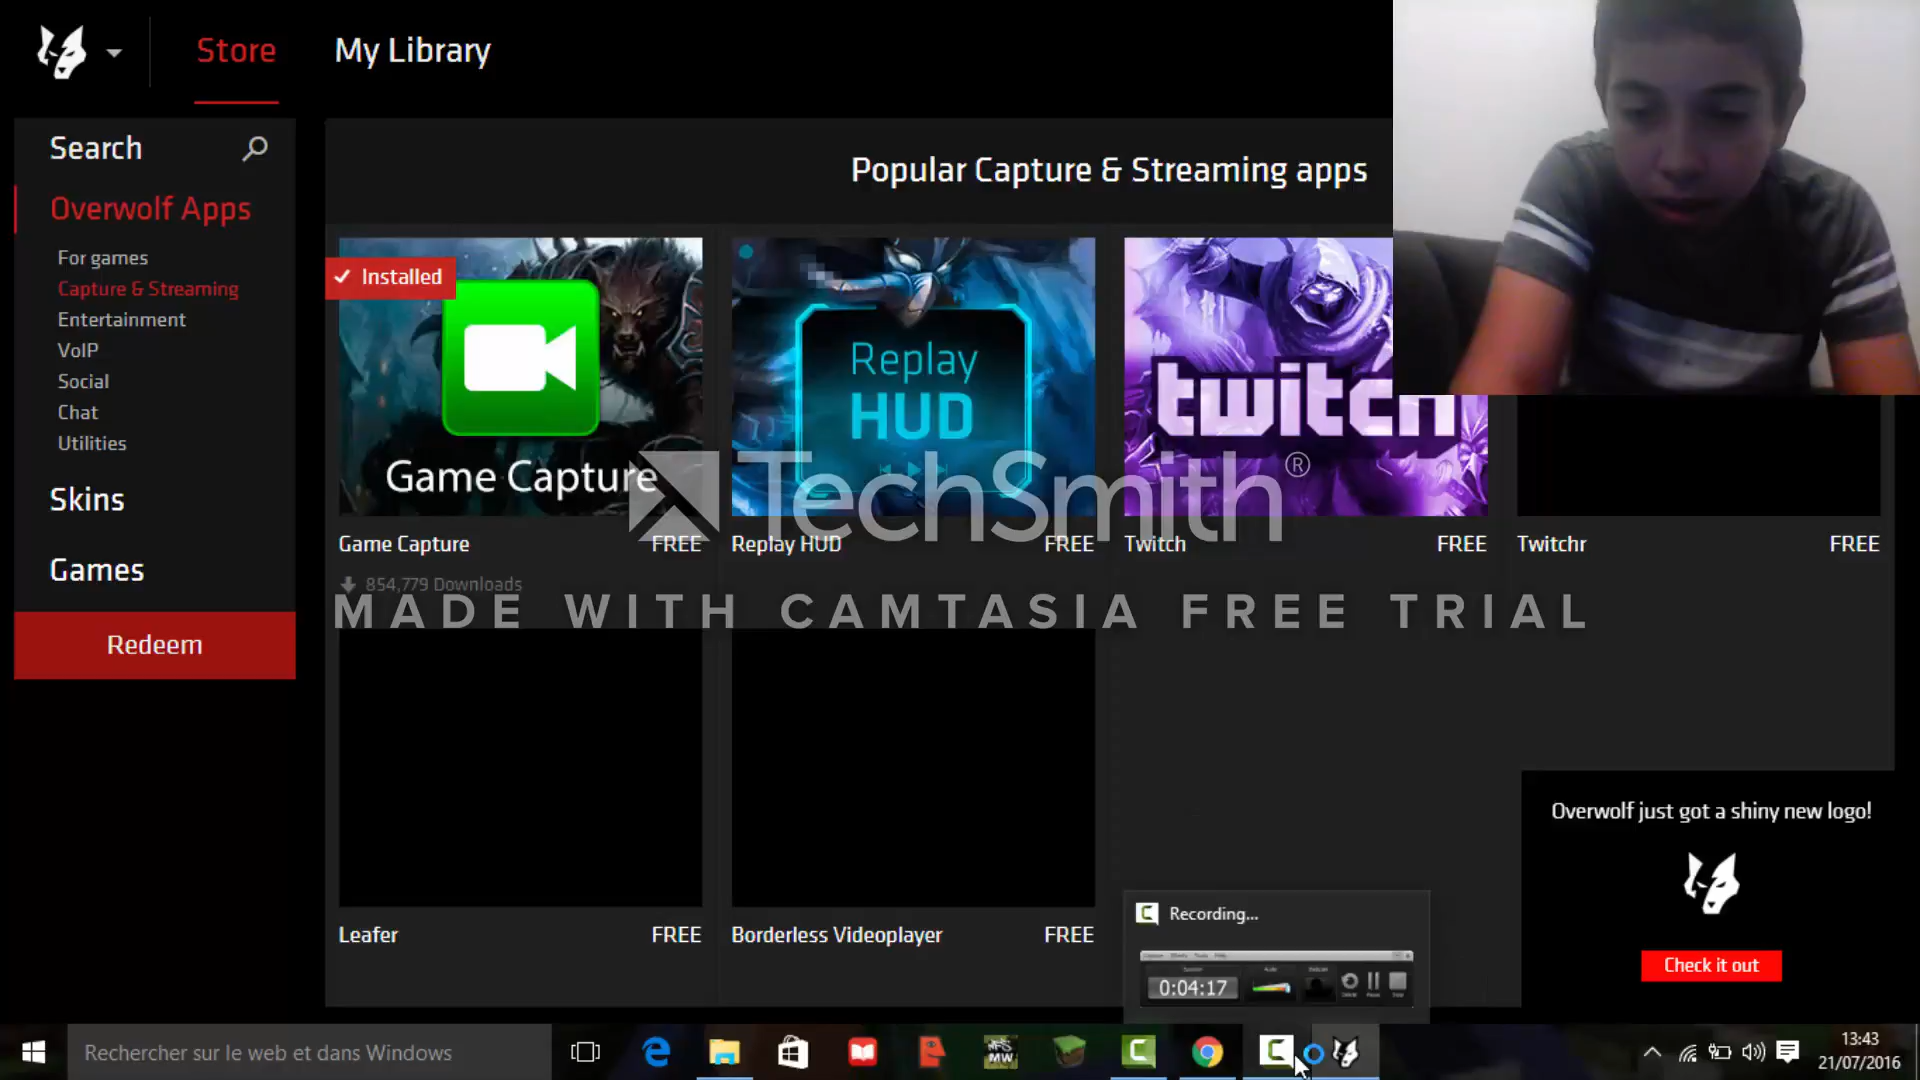 Store
My Library
Search
Overwolf Apps
For games
Capture & Streaming
Entertainment
VoIP
Social
Chat
Utilities
Skins
Games
Redeem
Popular Capture & Streaming apps
Installed
Game Capture
Replay
HUD
twitch
TechSmith®
MADE WITH CAMTASIA FREE TRIAL
Game Capture FREE
854,779 Downloads
Replay HUD FREE
Twitch FREE
Twitchr FREE
Leafer FREE
Borderless Videoplayer FREE
Recording...
0:04:17
Overwolf just got a shiny new logo!
Check it out
Rechercher sur le web et dans Windows
MW
13:43
21/07/2016